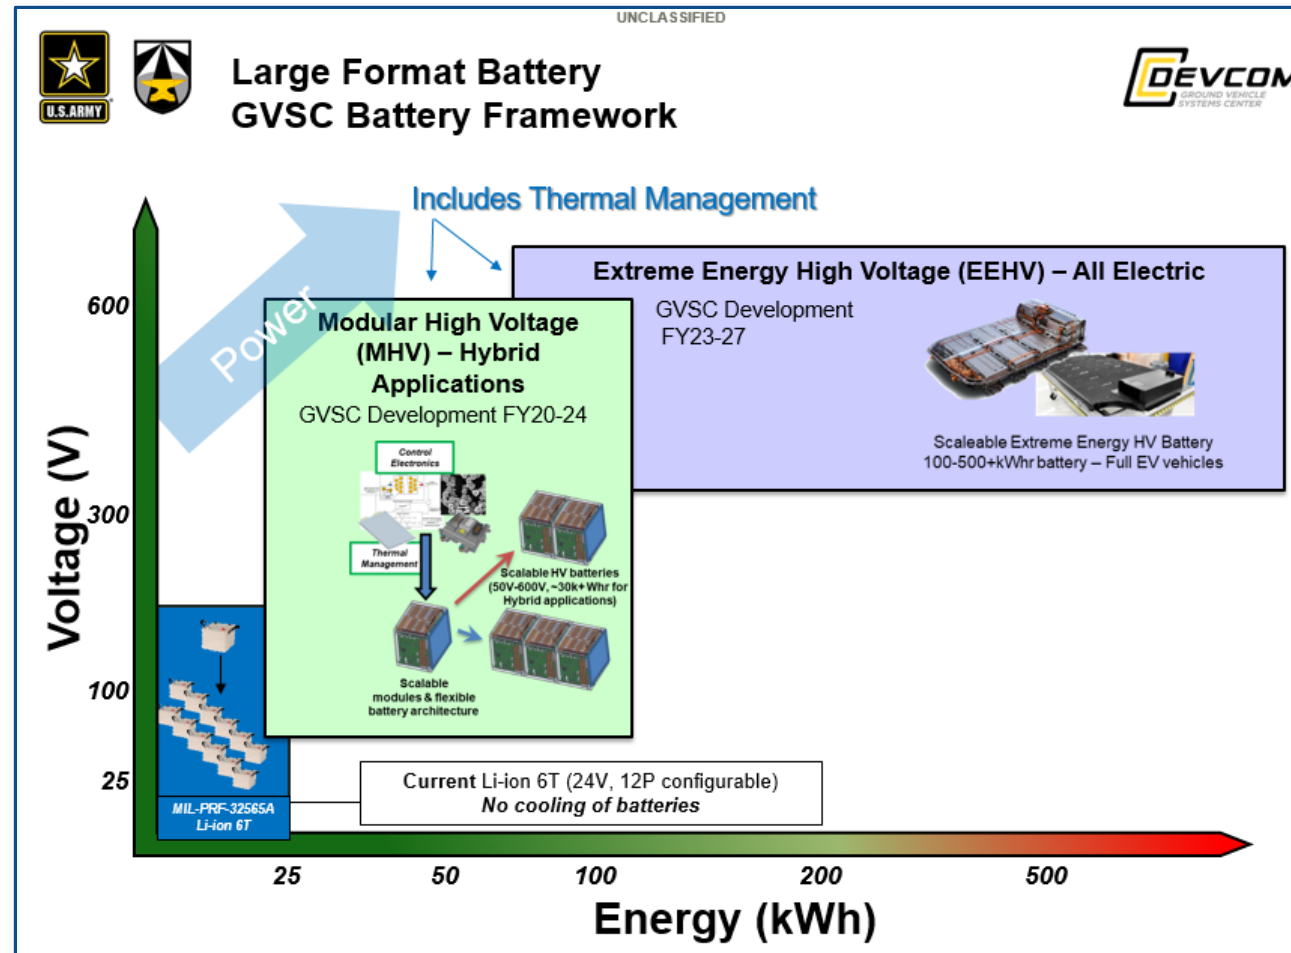 UNCLASSIFIED
U.S.ARMY
Large Format Battery
GVSC Battery Framework
DEVCOM
GROUND VEHICLE
SYSTEMS CENTER
Includes Thermal Management
Power
Extreme Energy High Voltage (EEHV) – All Electric
GVSC Development
FY23-27
Scaleable Extreme Energy HV Battery
100-500+kWhr battery – Full EV vehicles
Modular High Voltage
(MHV) – Hybrid
Applications
GVSC Development FY20-24
Control
Electronics
Thermal
Management
Scalable HV batteries
(50V-600V, ~30k+ Whr for
Hybrid applications)
Scalable
modules & flexible
battery architecture
MIL-PRF-32565A
Li-ion 6T
Current Li-ion 6T (24V, 12P configurable)
No cooling of batteries
Voltage (V)
600
300
100
25
25
50
100
200
500
Energy (kWh)